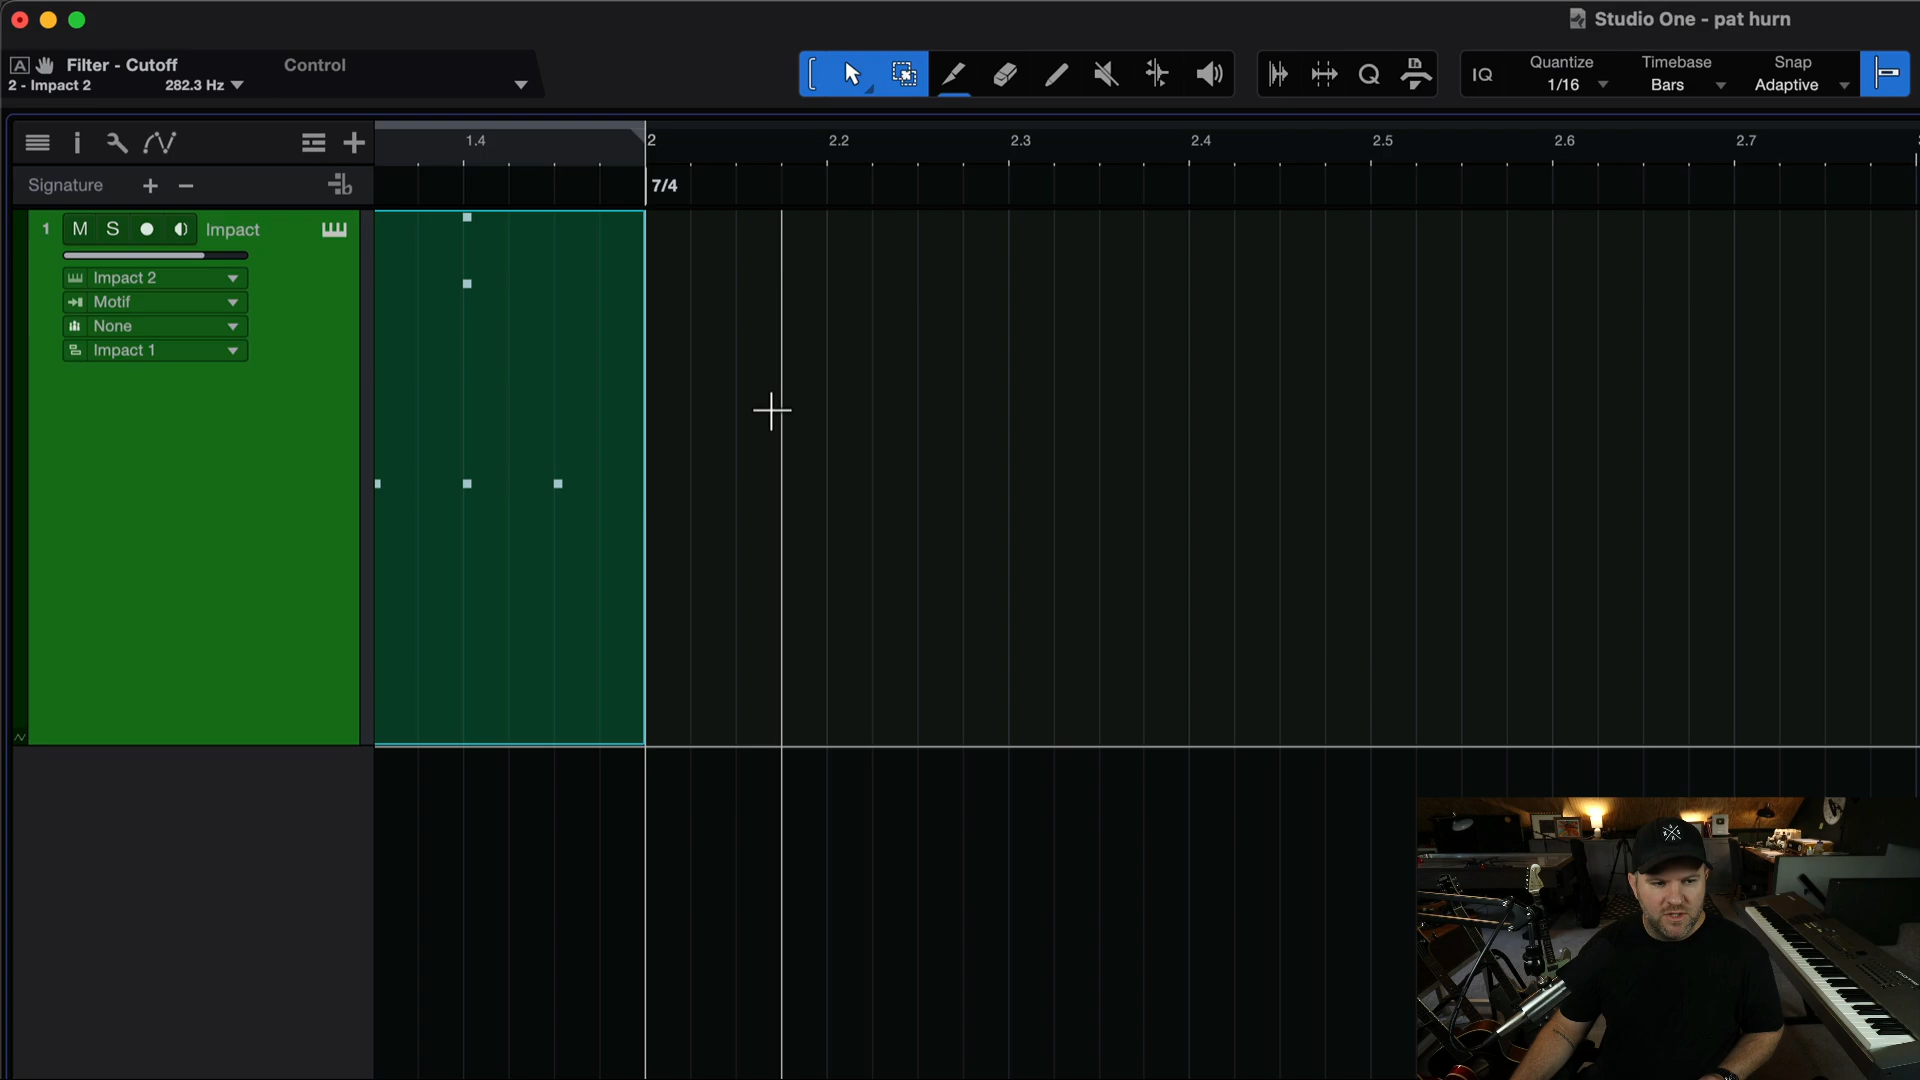 Studio One - pat hurn
A
Filter - Cutoff
Control
2 - Impact 2
282.3 Hz
Q
IQ
Quantize
1/16
Timebase
Bars
Snap
Adaptive
1.4
2
2.2
2.3
2.4
2.5
2.6
2.7
Signature
7/4
1
M
S
Impact
Impact 2
Motif
None
Impact 1